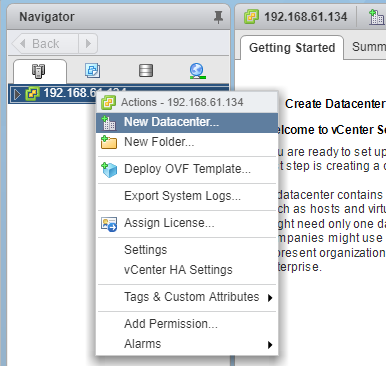 Navigator
Back
192.168.61.134
Actions - 192.168.61.134
New Datacenter...
New Folder...
Deploy OVF Template...
Export System Logs...
Assign License...
Settings
vCenter HA Settings
Tags & Custom Attributes
Add Permission...
Alarms
192.168.61.134
Getting Started
Summ
Create Datacenter
elcome to vCenter Se
u are ready to set up
t step is creating a
datacenter contains
ch as hosts and virtu
ght need only one da
mpanies might use
present organization
terprise.